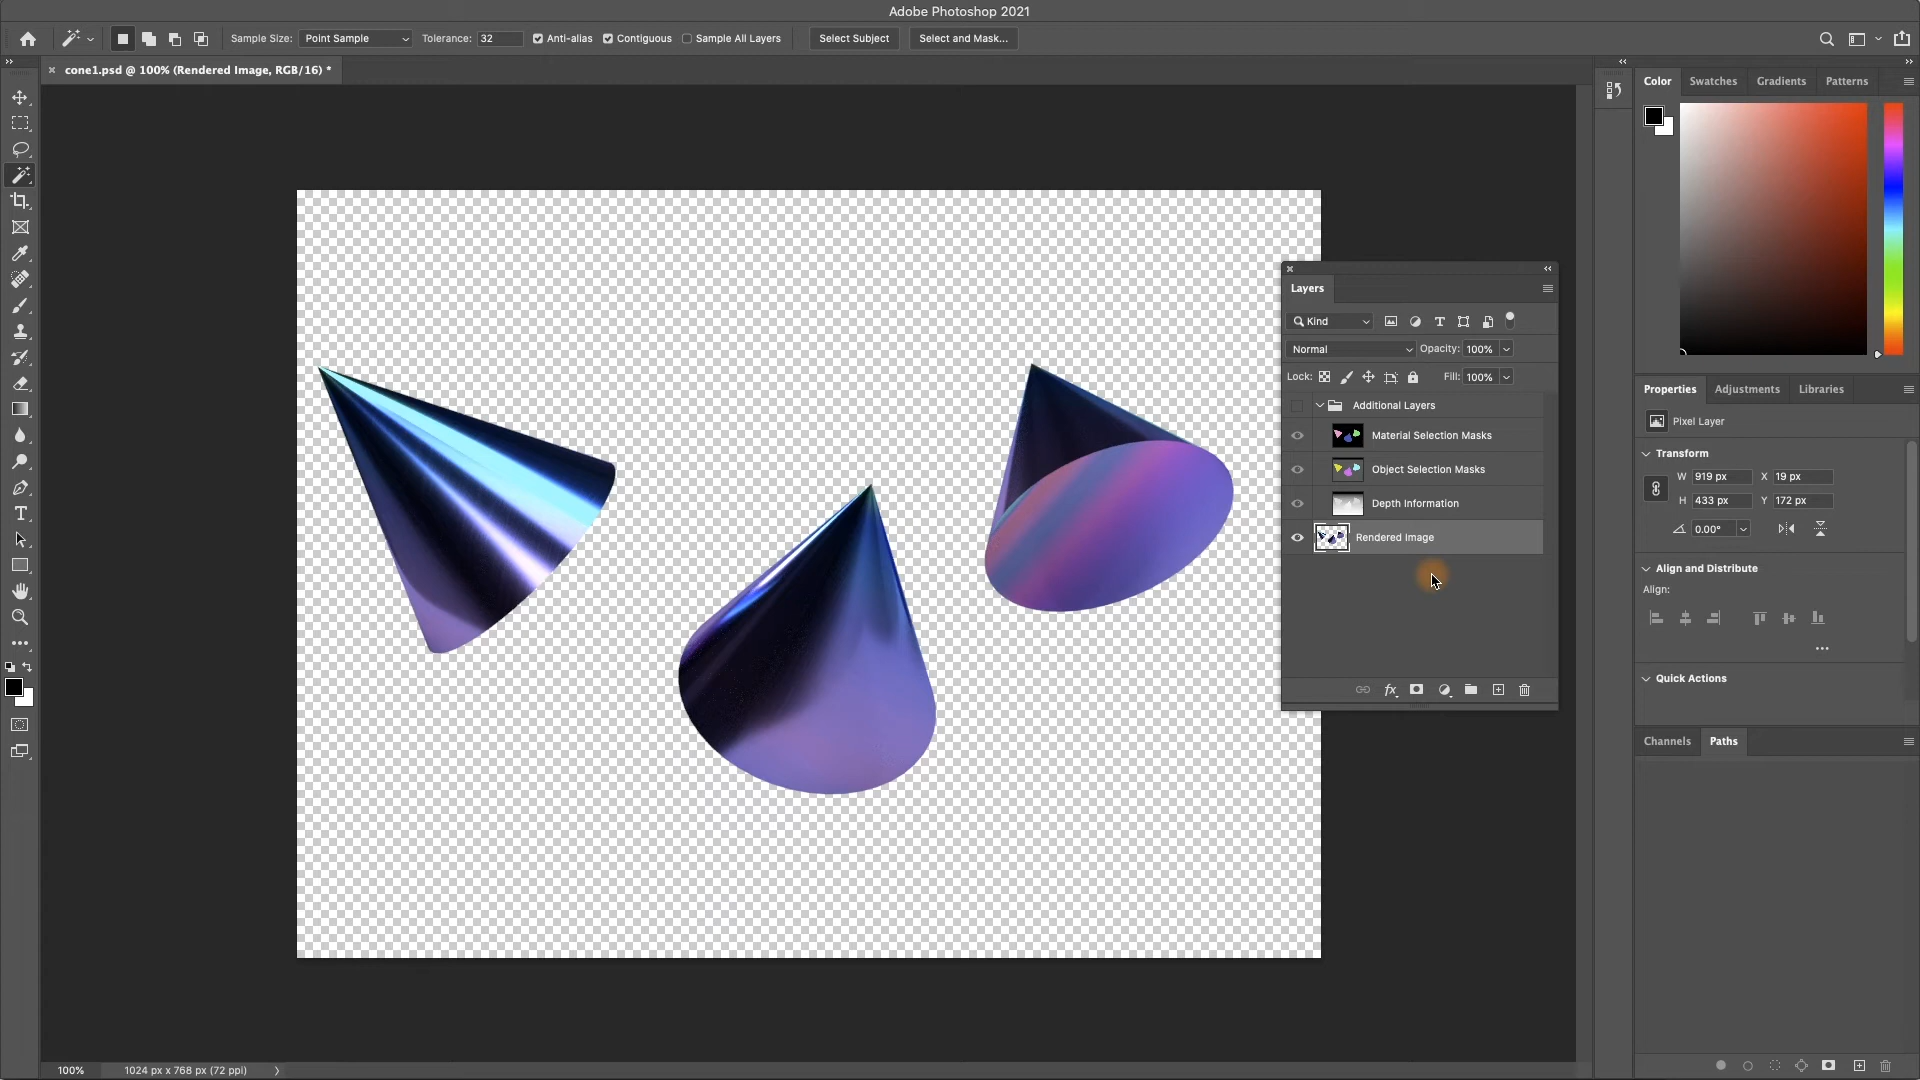 Adobe Photoshop 2021
Sample Size: Point Sample Tolerance: 32 Anti-alias Contiguous Sample All Layers Select Subject Select and Mask...
cone1.psd @ 100% (Rendered Image, RGB/16) *
Color Swatches Gradients Patterns
Layers
Kind
Normal Opacity: 100%
Lock: Fill: 100%
Additional Layers
Material Selection Masks
Object Selection Masks
Depth Information
Rendered Image
fx
Properties Adjustments Libraries
Pixel Layer
Transform
W 919 px X 19 px
H 433 px Y 172 px
0.00°
Align and Distribute
Align:
Quick Actions
Channels Paths
100% 1024 px x 768 px (72 ppi)